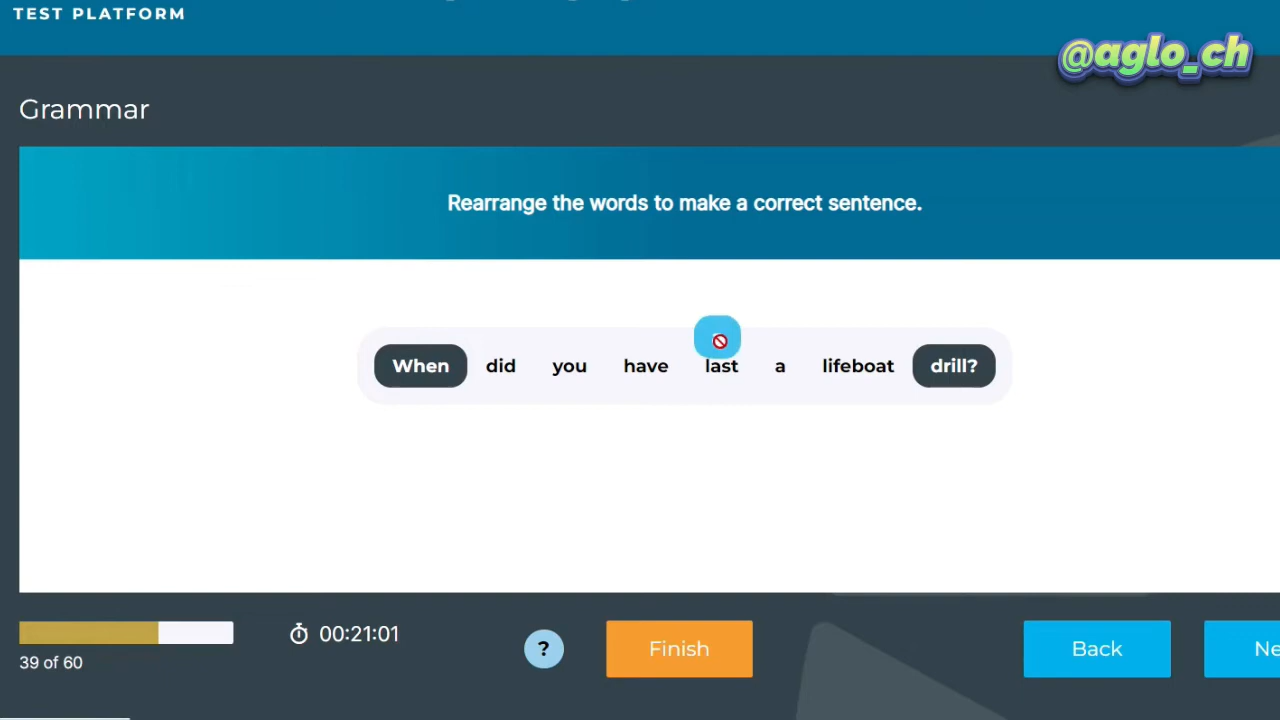 TEST PLATFORM
@aglo_ch
Grammar
Rearrange the words to make a correct sentence.
When did you have last a lifeboat drill?
39 of 60
00:21:01
?
Finish
Back
Ne